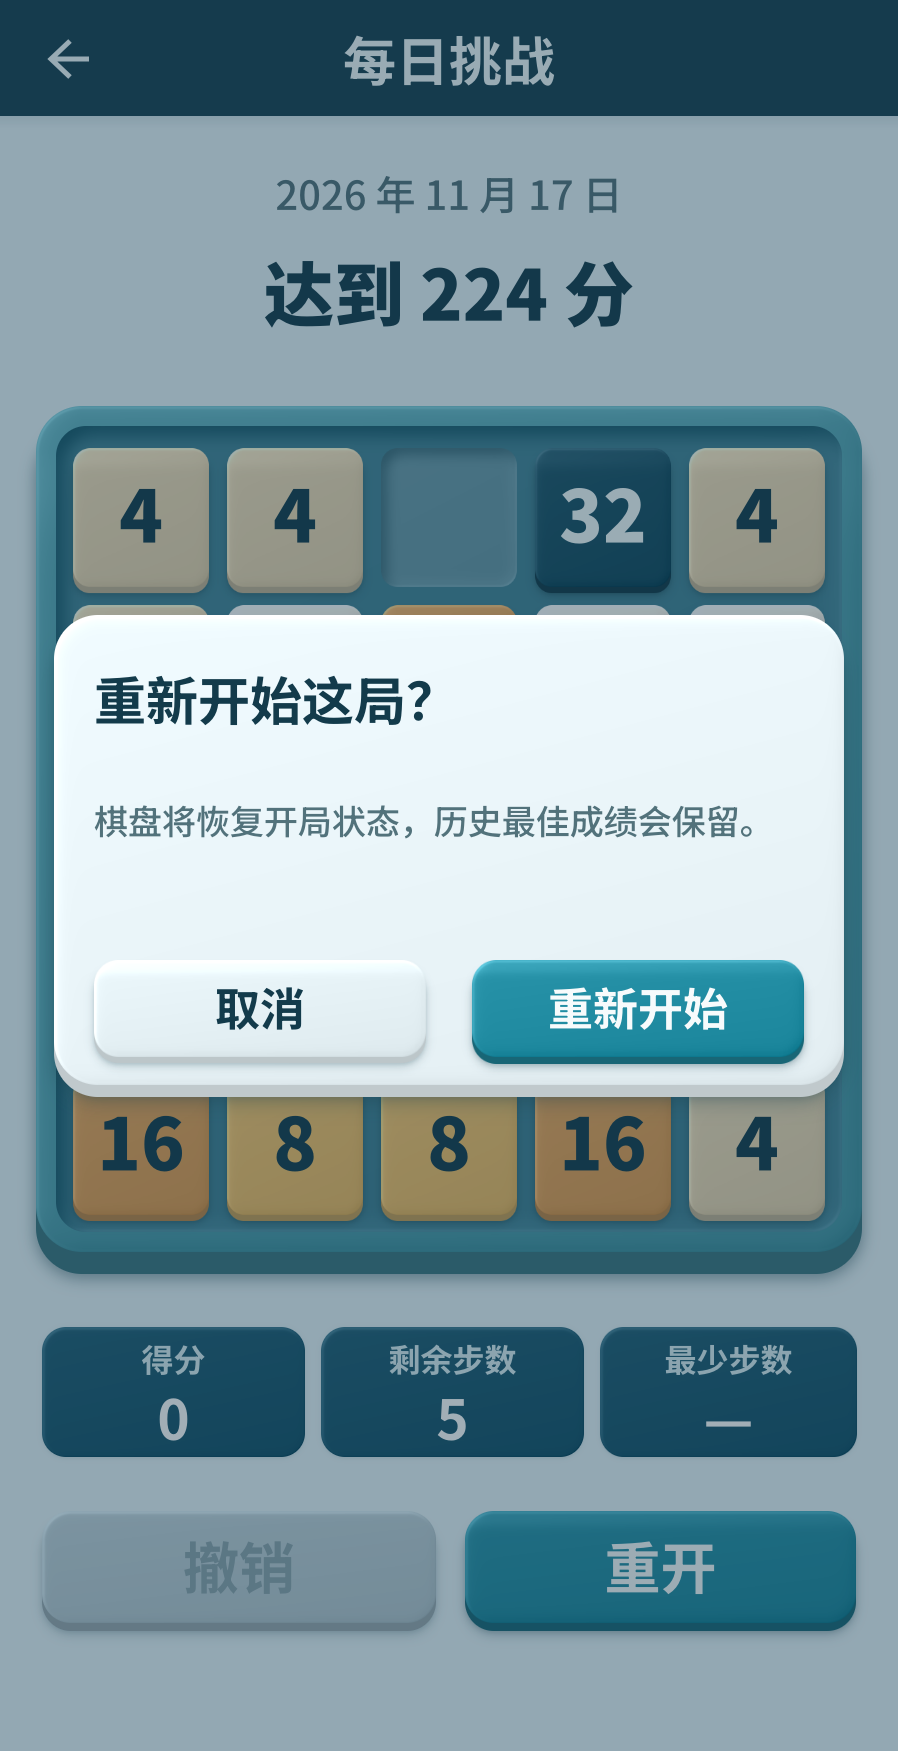 每日挑战
2026 年 11 月 17 日
达到 224 分
4 4 32 4
重新开始这局？
棋盘将恢复开局状态，历史最佳成绩会保留。
取消 重新开始
16 8 8 16 4
得分 剩余步数 最少步数
0 5 —
撤销 重开